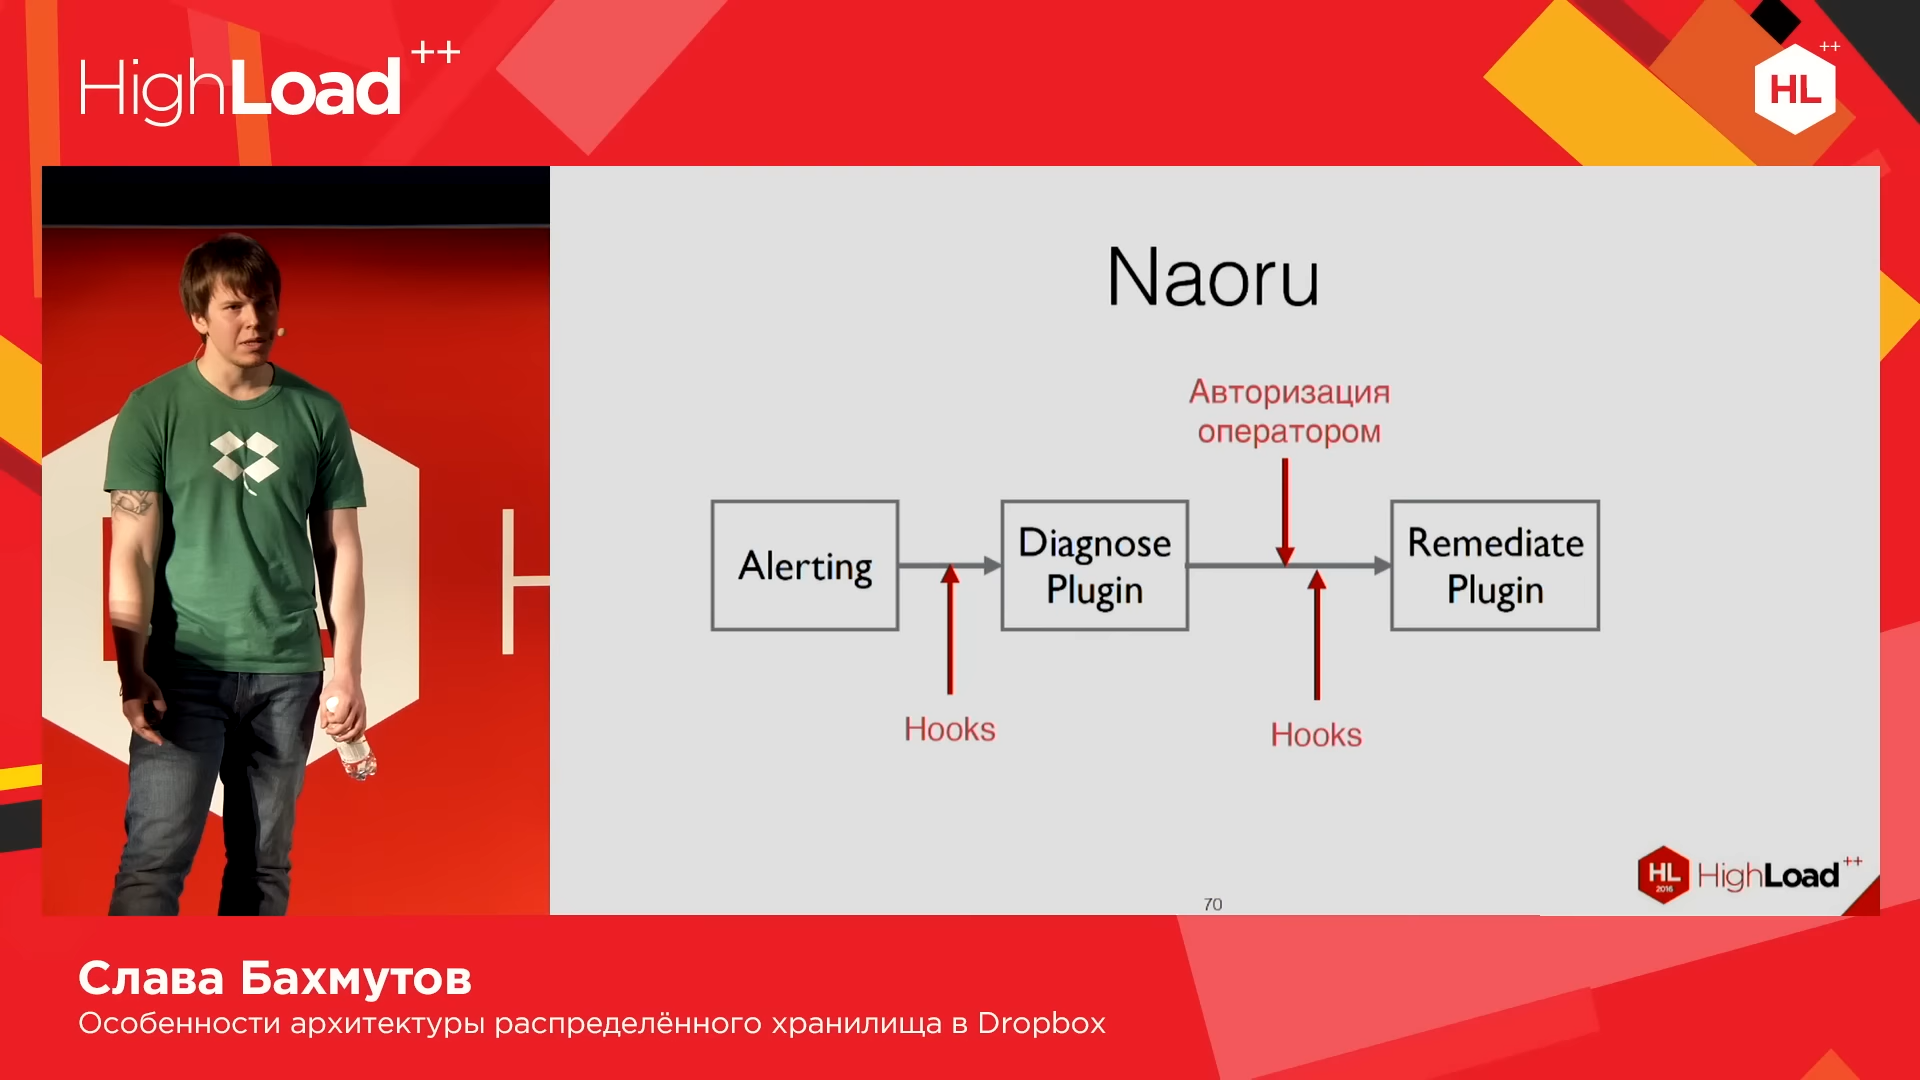 HighLoad++
HL++
Naoru
Авторизация
оператором
Alerting
Diagnose
Plugin
Remediate
Plugin
Hooks
Hooks
HL
2016
HighLoad++
70
Слава Бахмутов
Особенности архитектуры распределённого хранилища в Dropbox